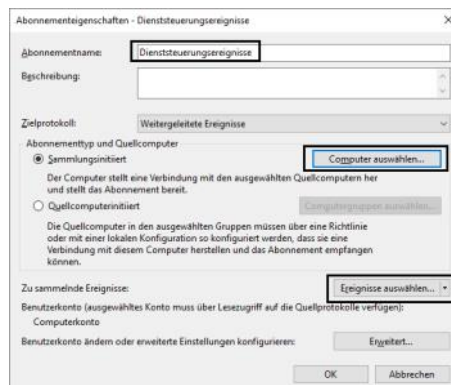 Abonnementeigenschaften - Dienststeuerungsereignisse
Abonnementname:
Dienststeuerungsereignisse
Beschreibung:
Zielprotokoll:
Weitergeleitete Ereignisse
Abonnementtyp und Quellcomputer
Sammlungsinitiiert
Computer auswählen...
Der Computer stellt eine Verbindung mit den ausgewählten Quellcomputern her
und stellt das Abonnement bereit.
Quellcomputerinitiiert
Computergruppen auswählen...
Die Quellcomputer in den ausgewählten Gruppen müssen über eine Richtlinie
oder mit einer lokalen Konfiguration so konfiguriert werden, dass sie eine
Verbindung mit diesem Computer herstellen und das Abonnement empfangen
können.
Zu sammelnde Ereignisse:
Ereignisse auswählen...
Benutzerkonto (ausgewähltes Konto muss über Lesezugriff auf die Quellprotokolle verfügen):
Computerkonto
Benutzerkonto ändern oder erweiterte Einstellungen konfigurieren:
Erweitert...
OK
Abbrechen